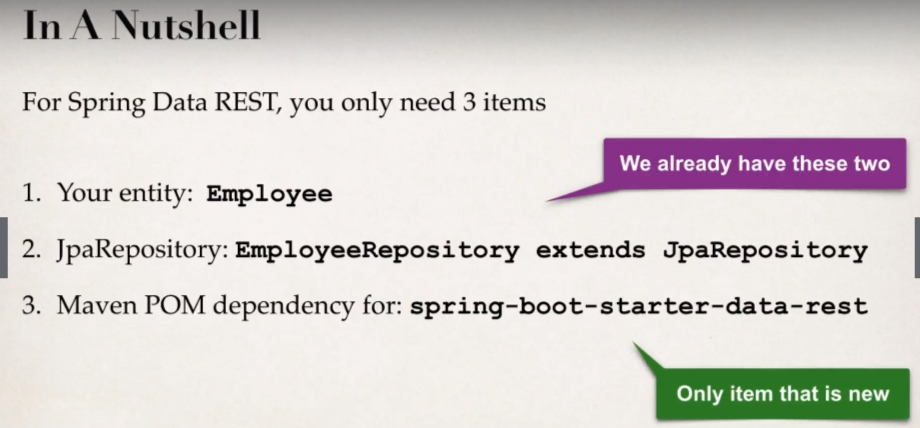 In A Nutshell
For Spring Data REST, you only need 3 items
We already have these two
1. Your entity: Employee
2. JpaRepository: EmployeeRepository extends JpaRepository
3. Maven POM dependency for: spring-boot-starter-data-rest
Only item that is new